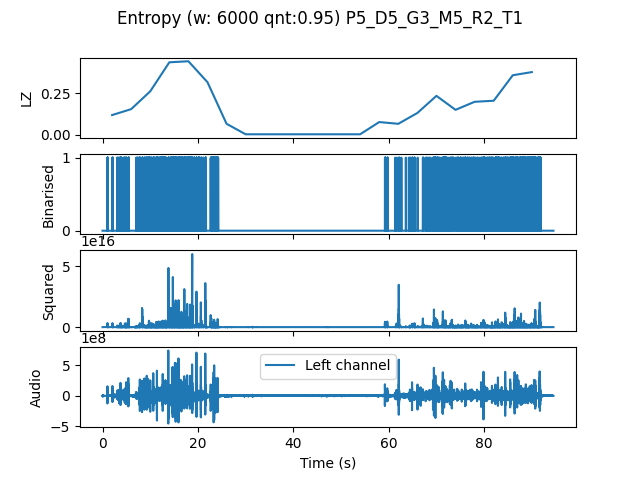 Entropy (w: 6000 qnt:0.95) P5_D5_G3_M5_R2_T1
LZ
0.25
0.00
Binarised
1
0
1e16
Squared
5
0
1e8
Audio
5
0
−5
Left channel
0 20 40 60 80
Time (s)